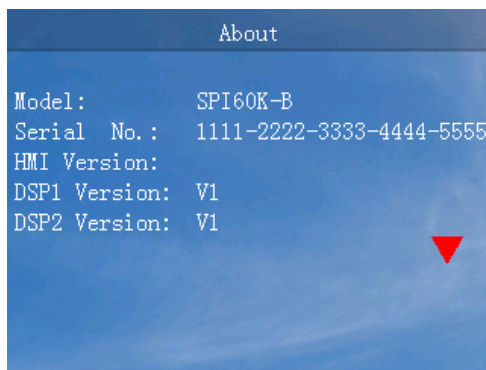 About
Model: SPI60K-B
Serial No.: 1111-2222-3333-4444-5555
HMI Version:
DSP1 Version: V1
DSP2 Version: V1